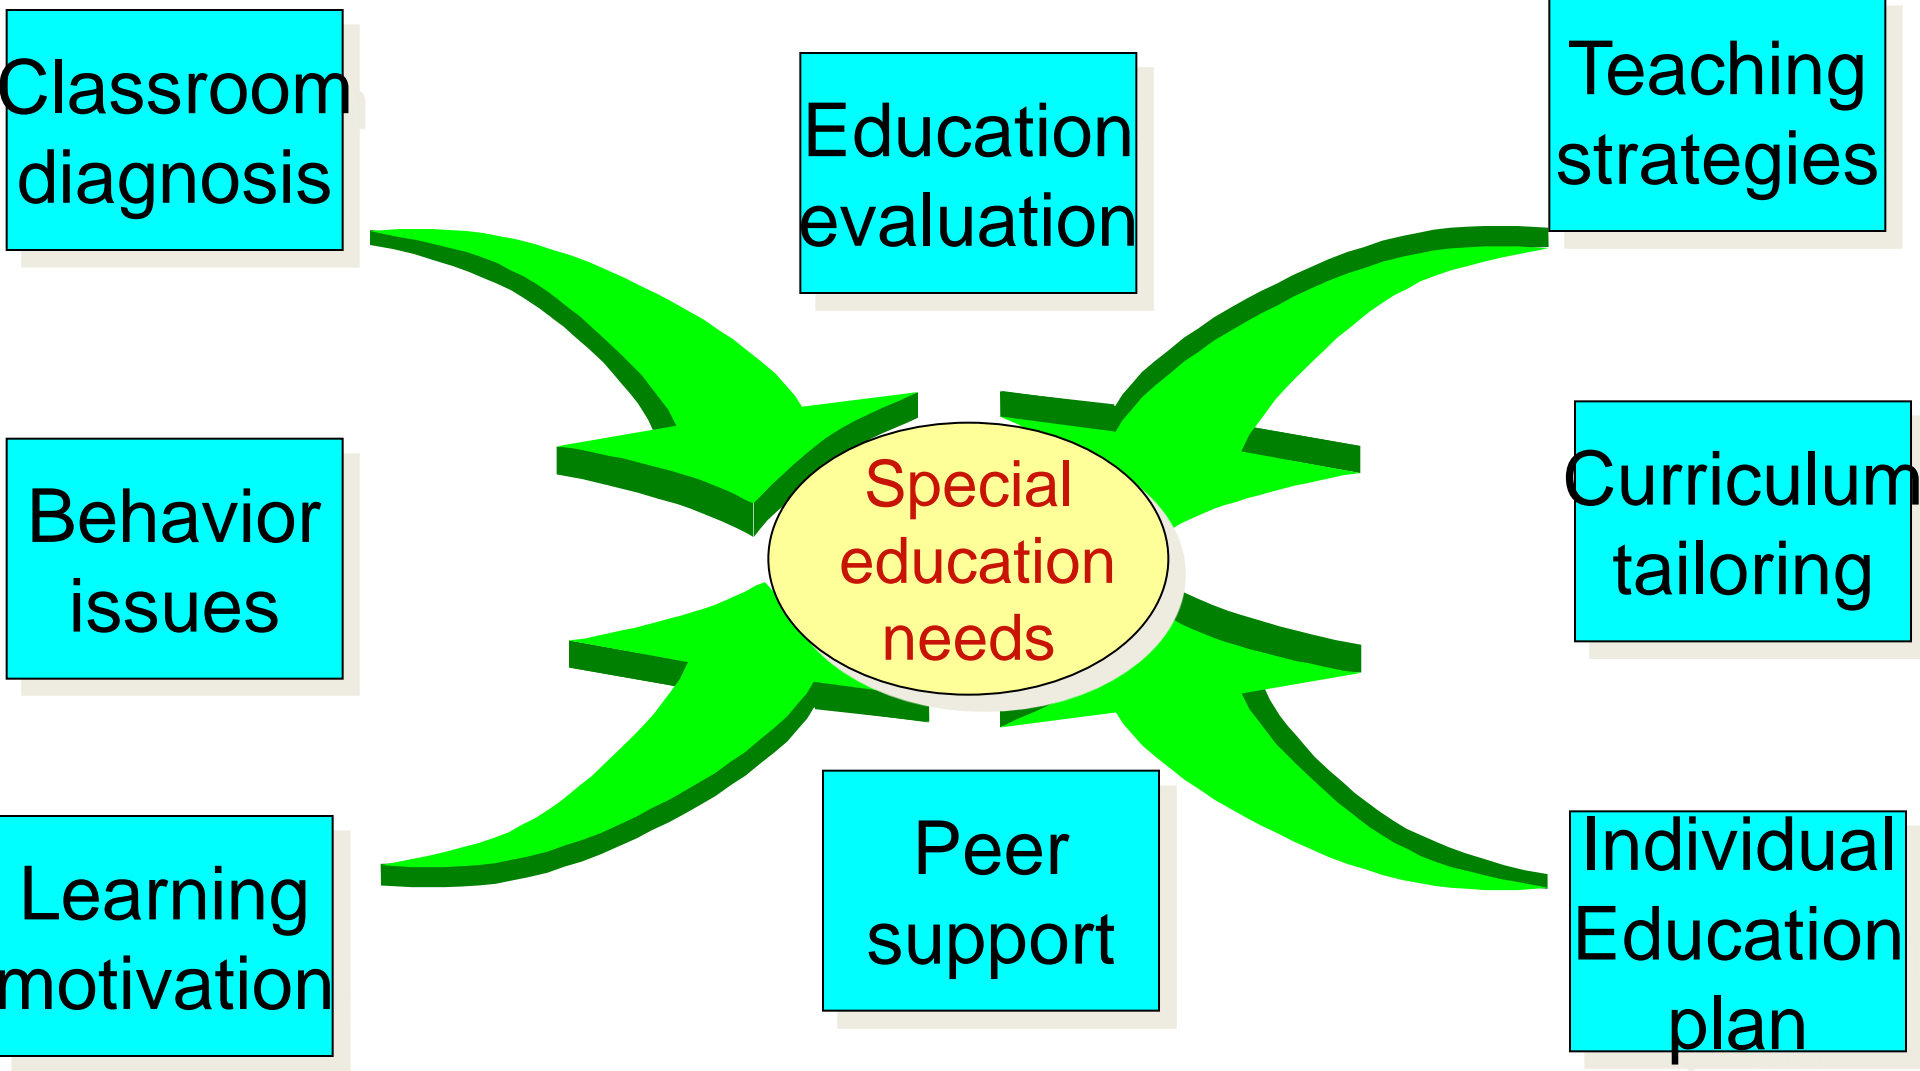 Classroom
diagnosis
Education
evaluation
Teaching
strategies
Behavior
issues
Special
education
needs
Curriculum
tailoring
Learning
motivation
Peer
support
Individual
Education
plan